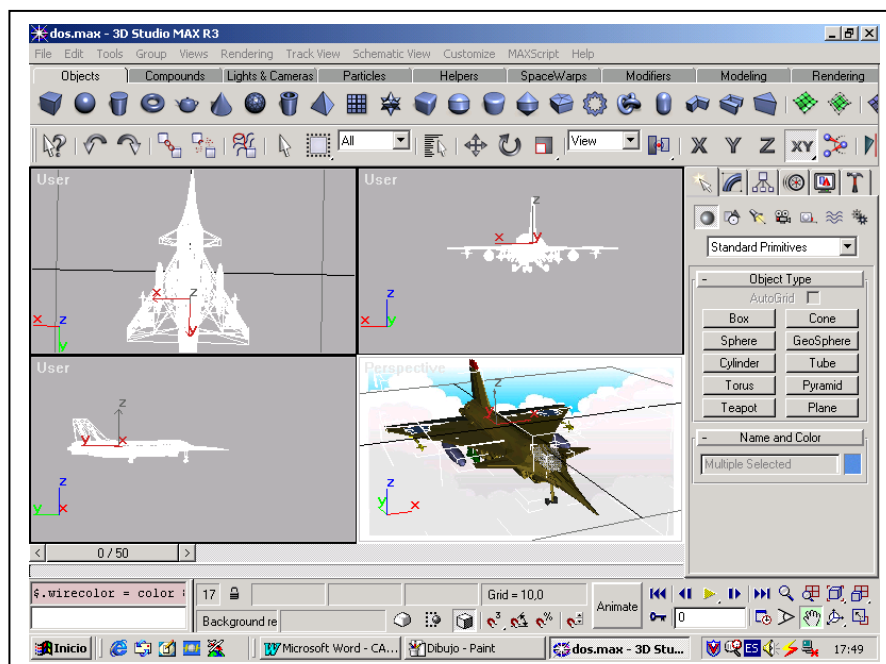 dos.max - 3D Studio MAX R3
File Edit Tools Group Views Rendering Track View Schematic View Customize MAXScript Help
Objects Compounds Lights & Cameras Particles Helpers SpaceWarps Modifiers Modeling Rendering
All View X Y Z XY
User User
z
x y
x
z
y
x z
y
z
x y
Standard Primitives
- Object Type
AutoGrid
Box Cone
Sphere GeoSphere
Cylinder Tube
Torus Pyramid
Teapot Plane
- Name and Color
Multiple Selected
User Perspective
z
y x
z
y x
z
y x
z
y x
< 0 / 50 >
$.wirecolor = color
17 Grid = 10,0
Animate
0
Background re
3 %
Inicio Microsoft Word - CA... Dibujo - Paint dos.max - 3D Stu... ES 17:49